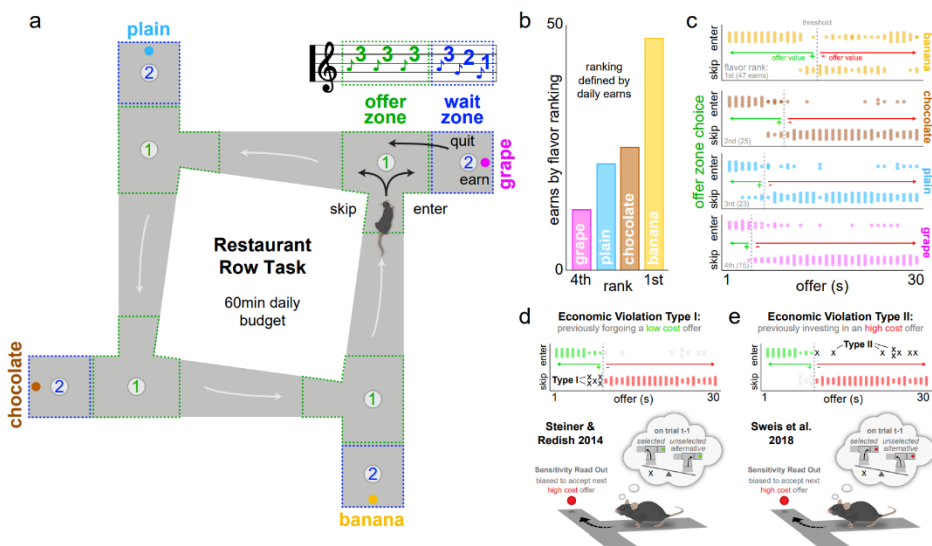 a
plain
2
1
3 3 3 3 2 1
offer zone
wait zone
quit
1
2
earn
grape
skip
enter
Restaurant
Row Task
60min daily
budget
chocolate
2
1
1
2
banana
b
earns by flavor ranking
50
ranking
defined by
daily earns
grape
plain
chocolate
banana
0
4th
rank
1st
c
offer zone choice
threshold
enter
skip
+ -
offer value
offer value
flavor rank:
1st (47 earns)
banana
enter
skip
+ -
2nd (25)
chocolate
enter
skip
+ -
3rd (23)
plain
enter
skip
+ -
4th (15)
grape
1
offer (s)
30
d
Economic Violation Type I:
previously forgoing a low cost offer
enter
skip
+ -
Type I
X X X X X
1
offer (s)
30
Steiner &
Redish 2014
on trial t-1
selected
unselected
alternative
X
Sensitivity Read Out
biased to accept next
high cost offer
e
Economic Violation Type II:
previously investing in an high cost offer
enter
skip
+ -
Type II
1
offer (s)
30
Sweis et al.
2018
on trial t-1
selected
unselected
alternative
X
Sensitivity Read Out
biased to accept next
high cost offer